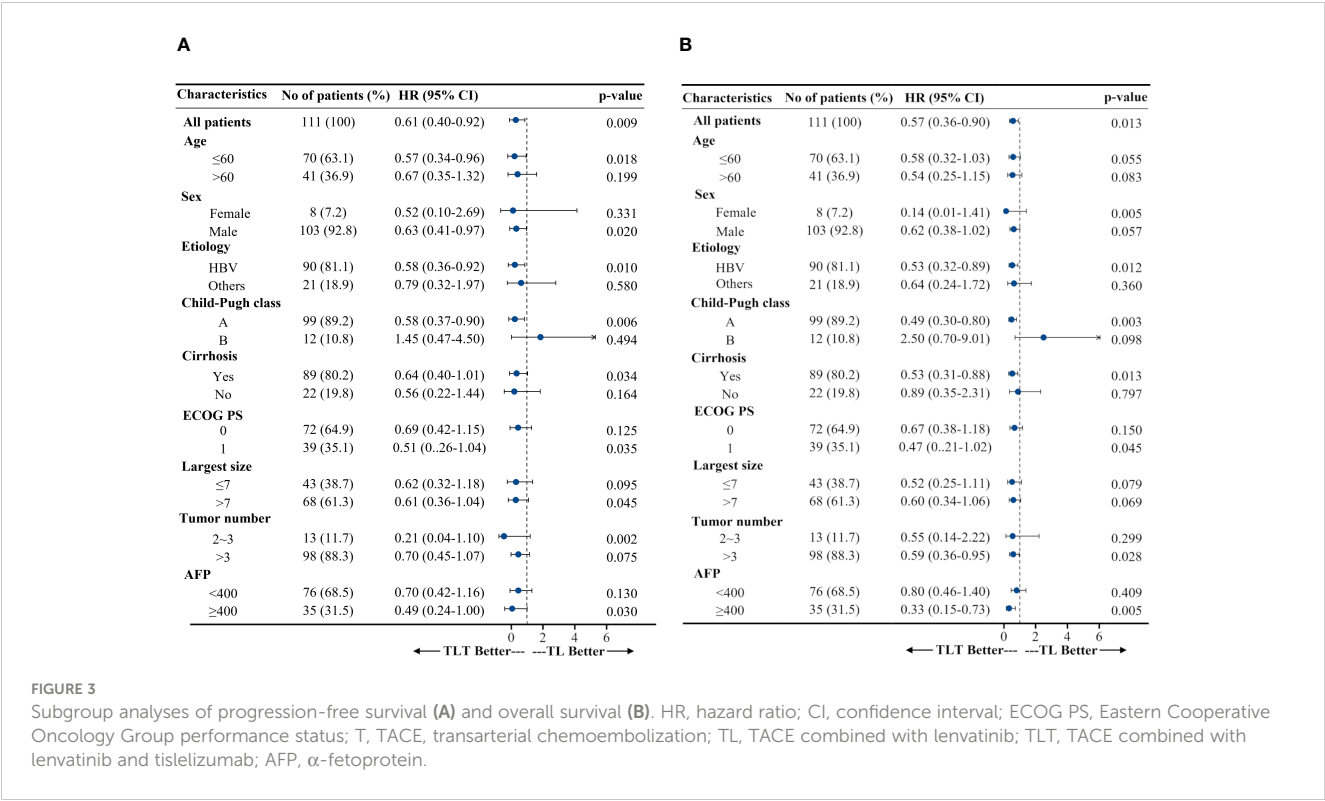 A
Characteristics No of patients (%) HR (95% CI) p-value
All patients 111 (100) 0.61 (0.40-0.92) 0.009
Age
≤60 70 (63.1) 0.57 (0.34-0.96) 0.018
>60 41 (36.9) 0.67 (0.35-1.32) 0.199
Sex
Female 8 (7.2) 0.52 (0.10-2.69) 0.331
Male 103 (92.8) 0.63 (0.41-0.97) 0.020
Etiology
HBV 90 (81.1) 0.58 (0.36-0.92) 0.010
Others 21 (18.9) 0.79 (0.32-1.97) 0.580
Child-Pugh class
A 99 (89.2) 0.58 (0.37-0.90) 0.006
B 12 (10.8) 1.45 (0.47-4.50) 0.494
Cirrhosis
Yes 89 (80.2) 0.64 (0.40-1.01) 0.034
No 22 (19.8) 0.56 (0.22-1.44) 0.164
ECOG PS
0 72 (64.9) 0.69 (0.42-1.15) 0.125
1 39 (35.1) 0.51 (0..26-1.04) 0.035
Largest size
≤7 43 (38.7) 0.62 (0.32-1.18) 0.095
>7 68 (61.3) 0.61 (0.36-1.04) 0.045
Tumor number
2~3 13 (11.7) 0.21 (0.04-1.10) 0.002
>3 98 (88.3) 0.70 (0.45-1.07) 0.075
AFP
<400 76 (68.5) 0.70 (0.42-1.16) 0.130
≥400 35 (31.5) 0.49 (0.24-1.00) 0.030
0 2 4 6
TLT Better--- ---TL Better
B
Characteristics No of patients (%) HR (95% CI) p-value
All patients 111 (100) 0.57 (0.36-0.90) 0.013
Age
≤60 70 (63.1) 0.58 (0.32-1.03) 0.055
>60 41 (36.9) 0.54 (0.25-1.15) 0.083
Sex
Female 8 (7.2) 0.14 (0.01-1.41) 0.005
Male 103 (92.8) 0.62 (0.38-1.02) 0.057
Etiology
HBV 90 (81.1) 0.53 (0.32-0.89) 0.012
Others 21 (18.9) 0.64 (0.24-1.72) 0.360
Child-Pugh class
A 99 (89.2) 0.49 (0.30-0.80) 0.003
B 12 (10.8) 2.50 (0.70-9.01) 0.098
Cirrhosis
Yes 89 (80.2) 0.53 (0.31-0.88) 0.013
No 22 (19.8) 0.89 (0.35-2.31) 0.797
ECOG PS
0 72 (64.9) 0.67 (0.38-1.18) 0.150
1 39 (35.1) 0.47 (0..21-1.02) 0.045
Largest size
≤7 43 (38.7) 0.52 (0.25-1.11) 0.079
>7 68 (61.3) 0.60 (0.34-1.06) 0.069
Tumor number
2~3 13 (11.7) 0.55 (0.14-2.22) 0.299
>3 98 (88.3) 0.59 (0.36-0.95) 0.028
AFP
<400 76 (68.5) 0.80 (0.46-1.40) 0.409
≥400 35 (31.5) 0.33 (0.15-0.73) 0.005
0 2 4 6
TLT Better--- ---TL Better
FIGURE 3
Subgroup analyses of progression-free survival (A) and overall survival (B). HR, hazard ratio; CI, confidence interval; ECOG PS, Eastern Cooperative
Oncology Group performance status; T, TACE, transarterial chemoembolization; TL, TACE combined with lenvatinib; TLT, TACE combined with
lenvatinib and tislelizumab; AFP, α-fetoprotein.